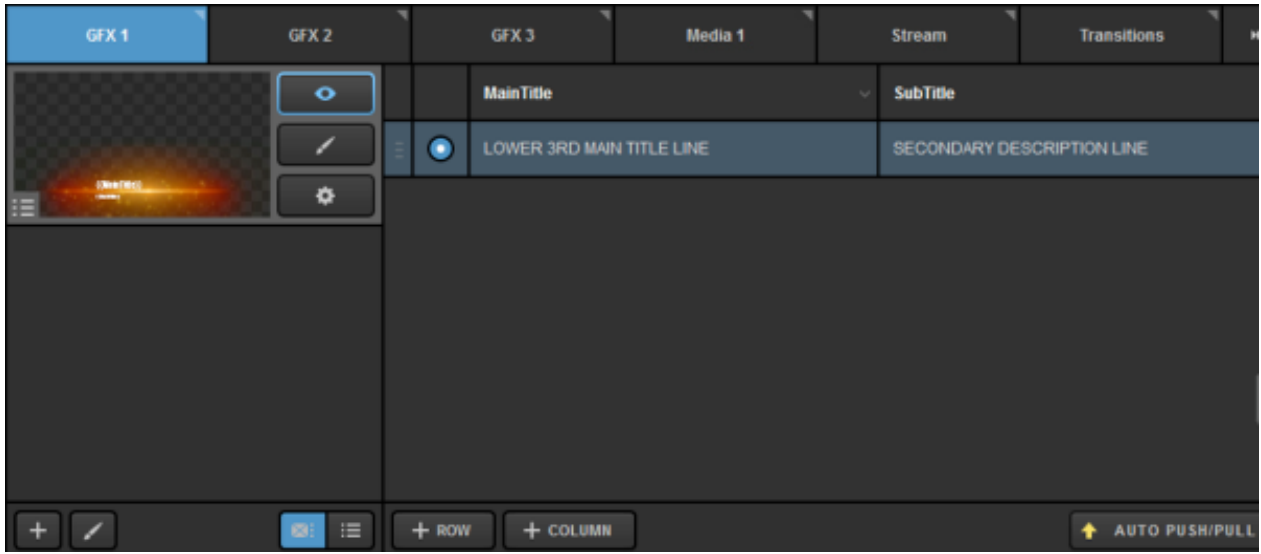 GFX 1
GFX 2
GFX 3
Media 1
Stream
Transitions
MainTitle
SubTitle
LOWER 3RD MAIN TITLE LINE
SECONDARY DESCRIPTION LINE
ROW
COLUMN
AUTO PUSH/PULL